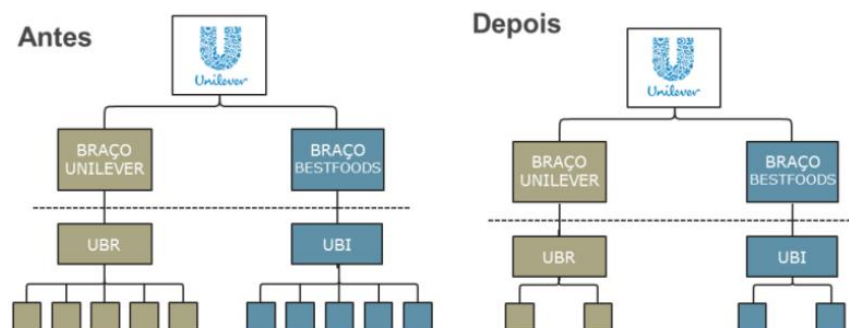 Antes
Unilever
BRAÇO
UNILEVER
BRAÇO
BESTFOODS
UBR
UBI
Depois
Unilever
BRAÇO
UNILEVER
BRAÇO
BESTFOODS
UBR
UBI